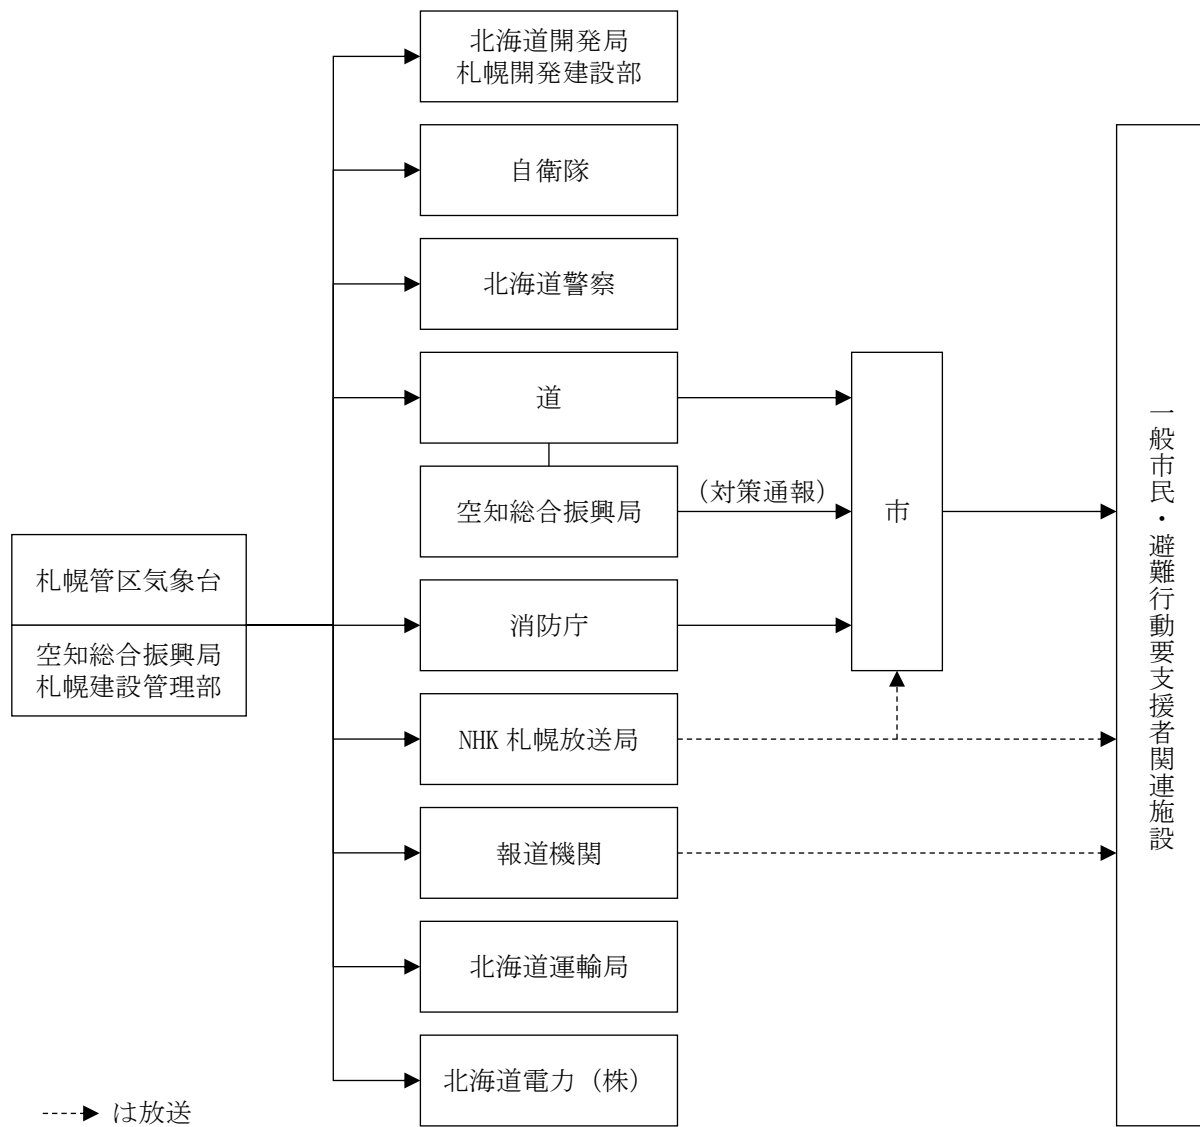 北海道開発局
札幌開発建設部
自衛隊
北海道警察
道
空知総合振興局
（対策通報）
市
札幌管区気象台
空知総合振興局
札幌建設管理部
消防庁
NHK 札幌放送局
報道機関
北海道運輸局
北海道電力（株）
一般市民・避難行動要支援者関連施設
は放送